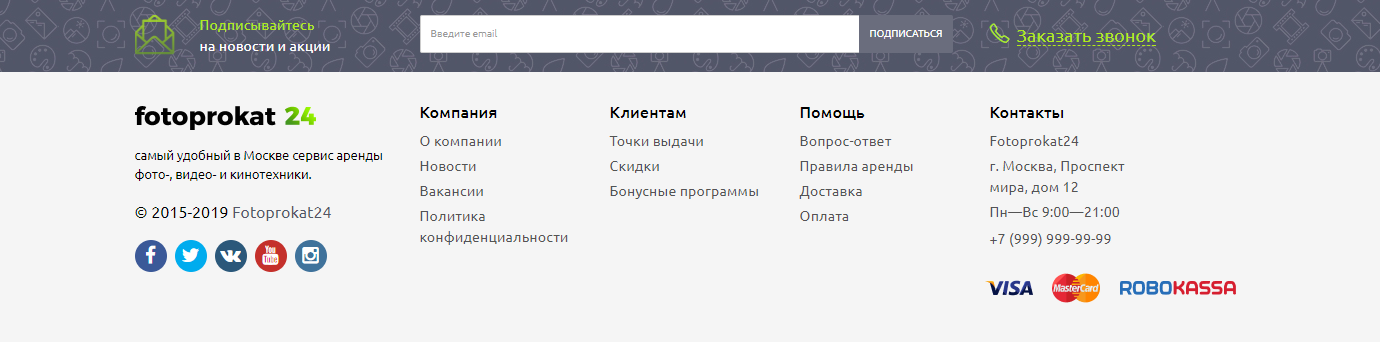 Подписывайтесь
на новости и акции
Введите email
ПОДПИСАТЬСЯ
Заказать звонок
fotoprokat 24
самый удобный в Москве сервис аренды
фото-, видео- и кинотехники.
© 2015-2019 Fotoprokat24
f
You
Tube
Компания
О компании
Новости
Вакансии
Политика
конфиденциальности
Клиентам
Точки выдачи
Скидки
Бонусные программы
Помощь
Вопрос-ответ
Правила аренды
Доставка
Оплата
Контакты
Fotoprokat24
г. Москва, Проспект
мира, дом 12
Пн—Вс 9:00—21:00
+7 (999) 999-99-99
VISA
MasterCard
ROBOKASSA